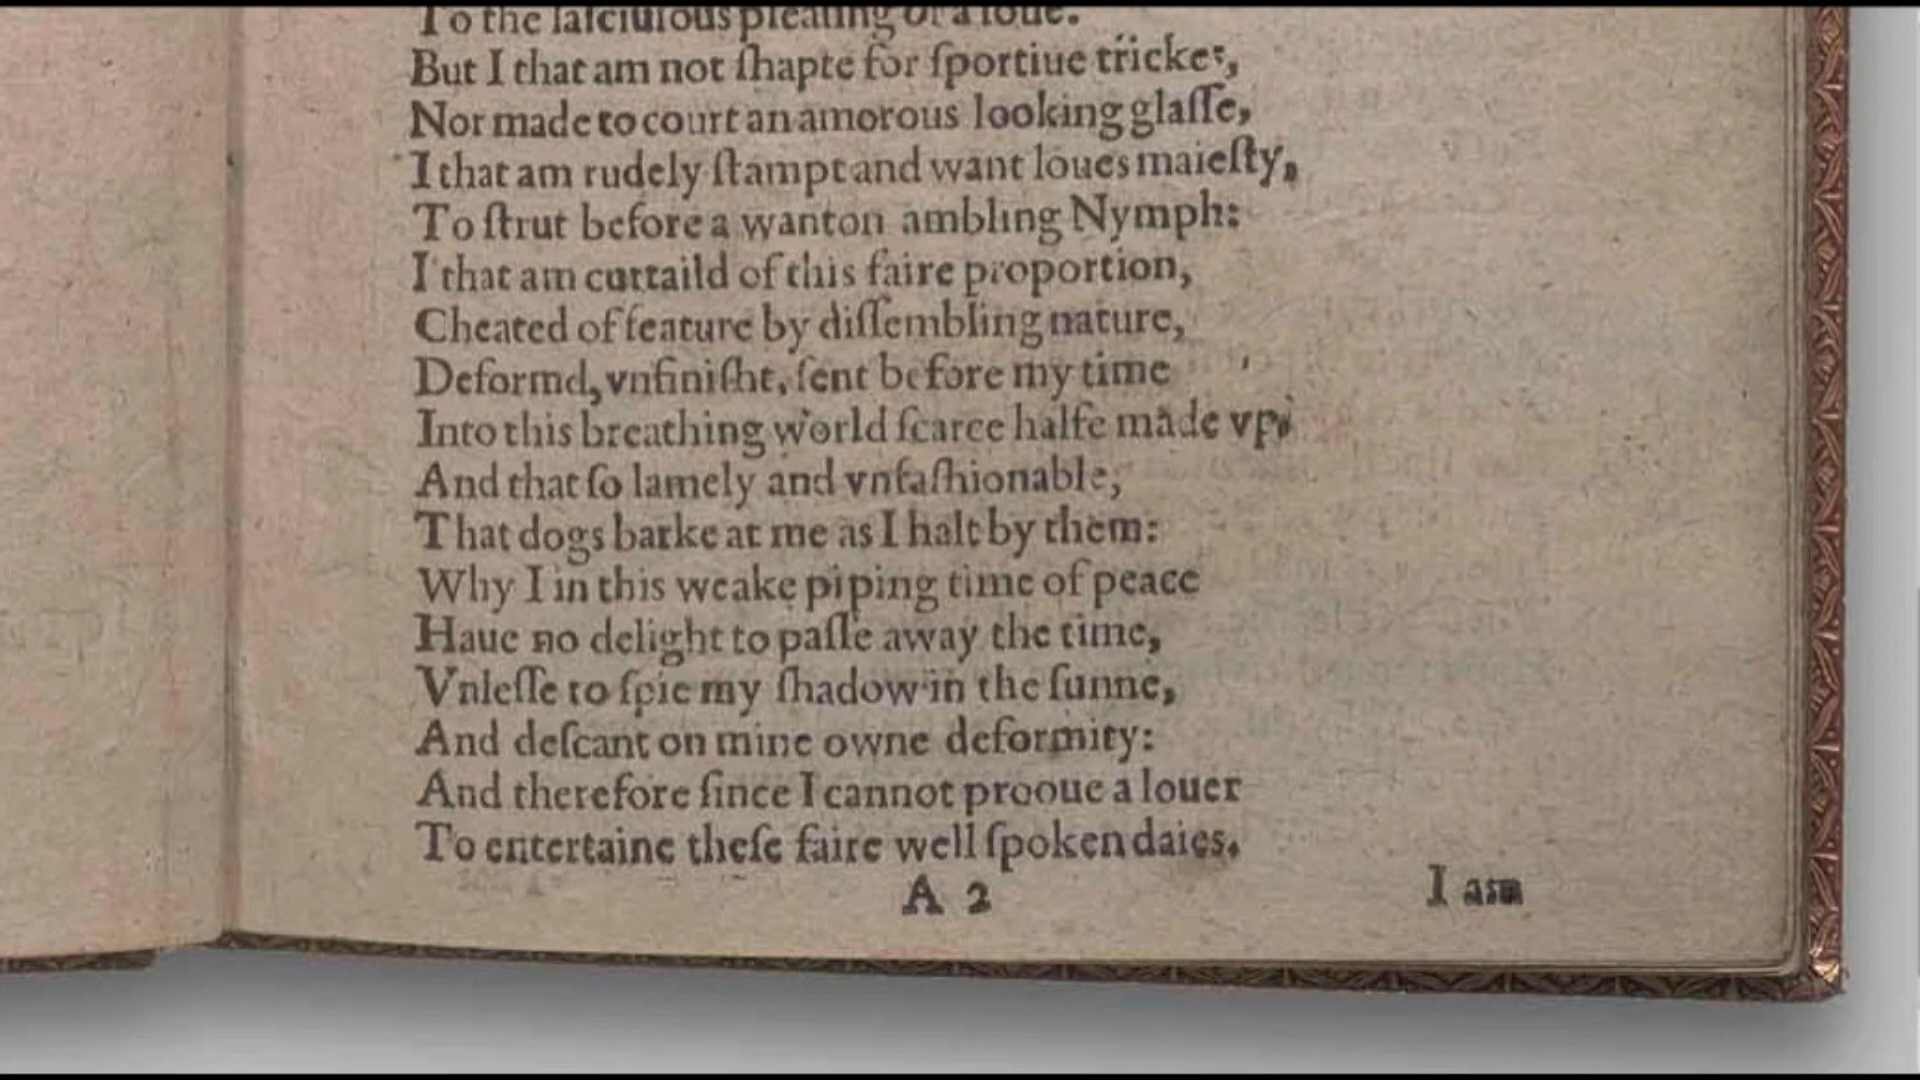 To the lasciuious pleasing of a loue.
But I that am not ſhapte for ſportiue trickes,
Nor made to court an amorous looking glaſſe,
I that am rudely ſtampt and want loues maieſty,
To ſtrut before a wanton ambling Nymph:
I that am curtaild of this faire proportion,
Cheated of feature by diſſembling nature,
Deformd, vnfiniſht, ſent before my time
Into this breathing world ſcarce halfe made vp,
And that ſo lamely and vnfaſhionable,
That dogs barke at me as I halt by them:
Why I in this weake piping time of peace
Haue no delight to paſſe away the time,
Vnleſſe to ſpie my ſhadow in the ſunne,
And deſcant on mine owne deformity:
And therefore ſince I cannot prooue a louer
To entertaine theſe faire well ſpoken daies.
A 2
I am